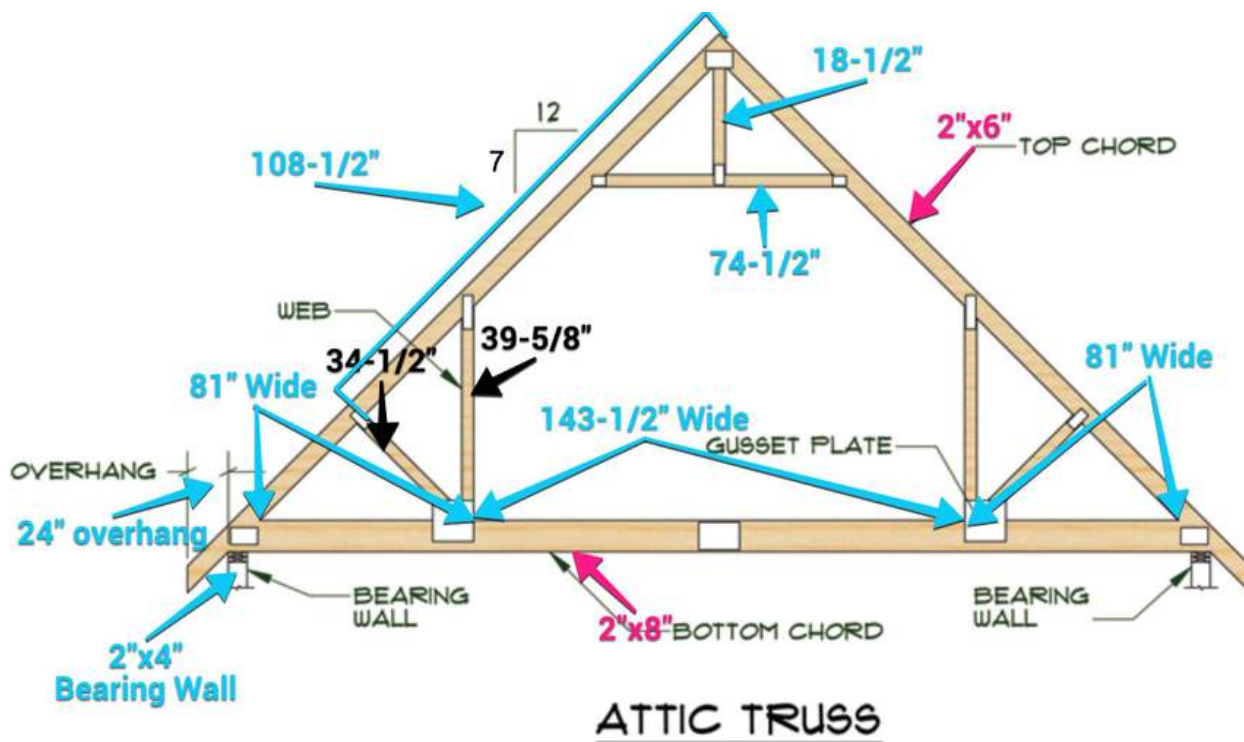 18-1/2"
12
7
2"x6"
TOP CHORD
108-1/2"
74-1/2"
WEB
39-5/8"
34-1/2"
81" Wide
81" Wide
143-1/2" Wide
GUSSET PLATE
OVERHANG
24" overhang
BEARING
WALL
BEARING
WALL
2"x8"
BOTTOM CHORD
2"x4"
Bearing Wall
ATTIC TRUSS